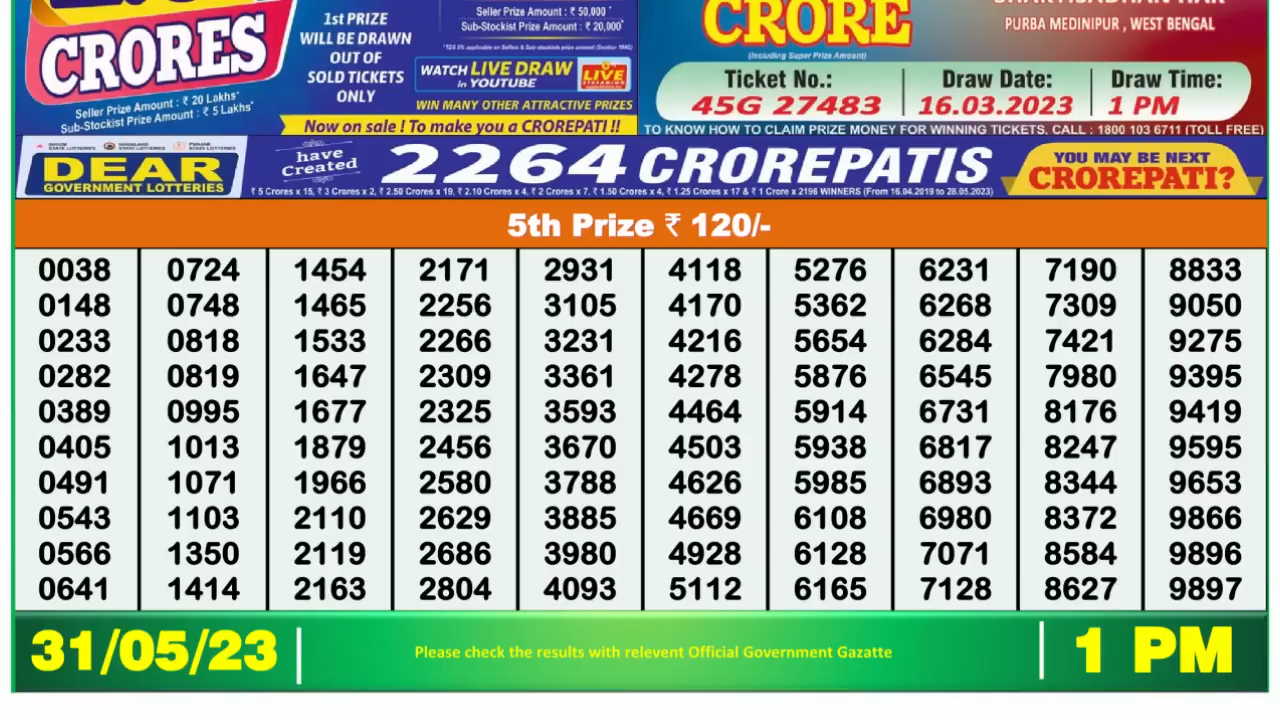 CRORES
Seller Prize Amount : ₹ 20 Lakhs*
Sub-Stockist Prize Amount : ₹ 5 Lakhs*
1st PRIZE
WILL BE DRAWN
OUT OF
SOLD TICKETS
ONLY
Seller Prize Amount : ₹ 50,000 *
Sub-Stockist Prize Amount : ₹ 20,000*
WATCH LIVE DRAW
in YOUTUBE
LIVE
WIN MANY OTHER ATTRACTIVE PRIZES
Now on sale ! To make you a CROREPATI !!
CRORE
(Including Super Prize Amount)
PURBA MEDINIPUR , WEST BENGAL
Ticket No.: Draw Date: Draw Time:
45G 27483 16.03.2023 1 PM
TO KNOW HOW TO CLAIM PRIZE MONEY FOR WINNING TICKETS, CALL : 1800 103 6711 (TOLL FREE)
DEAR
GOVERNMENT LOTTERIES
have
Created
2264 CROREPATIS
₹ 5 Crores x 15, ₹ 3 Crores x 2, ₹ 2.50 Crores x 19, ₹ 2.10 Crores x 4, ₹ 2 Crores x 7, ₹ 1.50 Crores x 4, ₹ 1.25 Crores x 17 & ₹ 1 Crore x 2196 WINNERS (From 16.04.2019 to 28.05.2023)
YOU MAY BE NEXT
CROREPATI?
5th Prize ₹ 120/-
0038 0724 1454 2171 2931 4118 5276 6231 7190 8833
0148 0748 1465 2256 3105 4170 5362 6268 7309 9050
0233 0818 1533 2266 3231 4216 5654 6284 7421 9275
0282 0819 1647 2309 3361 4278 5876 6545 7980 9395
0389 0995 1677 2325 3593 4464 5914 6731 8176 9419
0405 1013 1879 2456 3670 4503 5938 6817 8247 9595
0491 1071 1966 2580 3788 4626 5985 6893 8344 9653
0543 1103 2110 2629 3885 4669 6108 6980 8372 9866
0566 1350 2119 2686 3980 4928 6128 7071 8584 9896
0641 1414 2163 2804 4093 5112 6165 7128 8627 9897
31/05/23
Please check the results with relevent Official Government Gazatte
1 PM